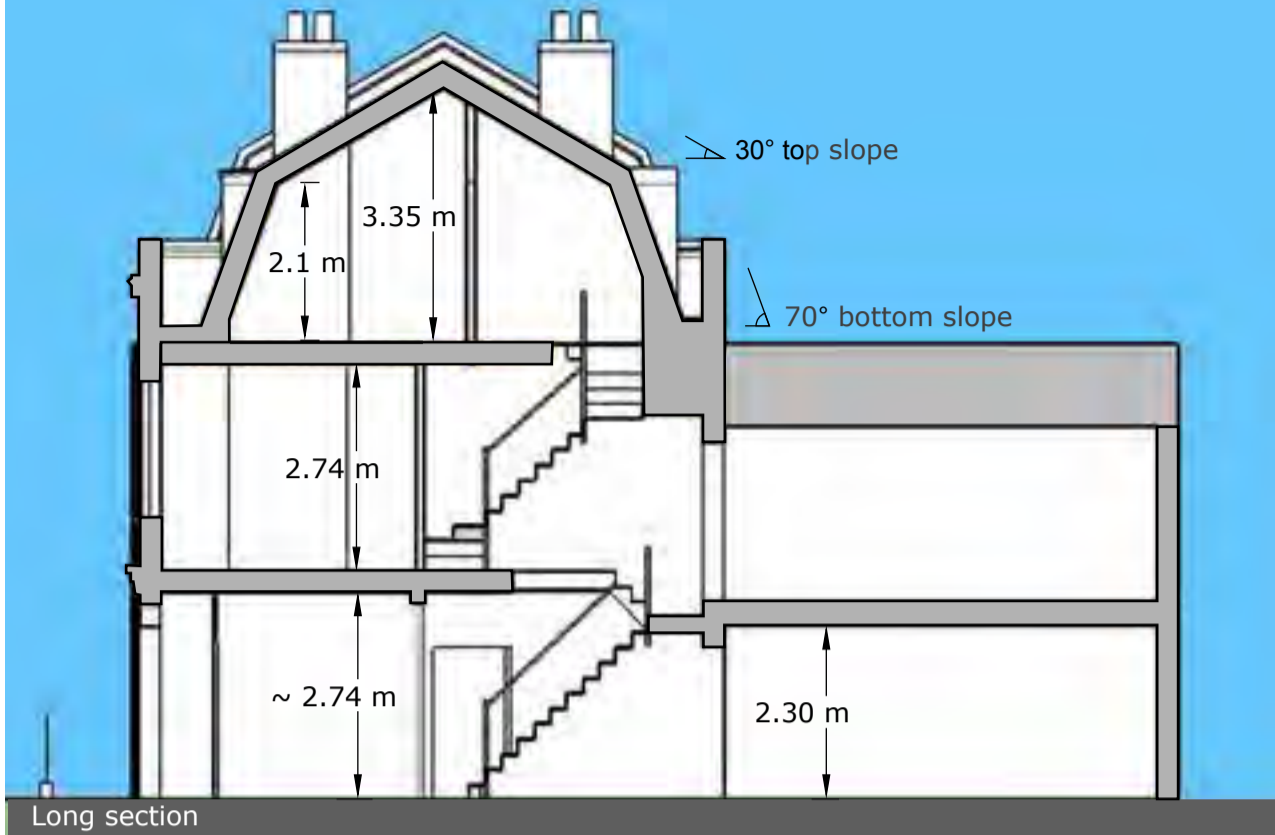 30° top slope
3.35 m
2.1 m
70° bottom slope
2.74 m
~ 2.74 m
2.30 m
Long section